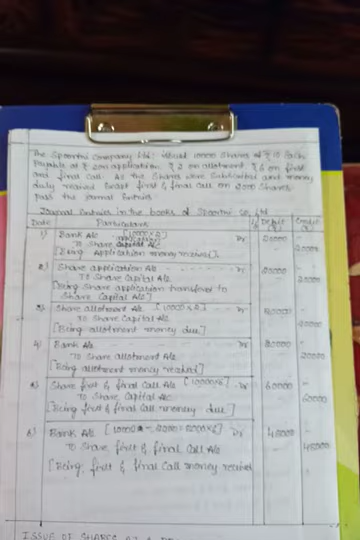 The Spoorthi Company Ltd: issued 10000 Shares of ₹ 10 Each
Payable at ₹ 2 on application, ₹ 2 on allotment, ₹ 6 on first
and final call. All the Shares were Subscribed and money
duly received Except first & final call on 2000 Shares
Pass the Journal Entries
Journal Entries in the books of Spoorthi Co, Ltd
Date Particulars Debit (₹) Credit (₹)
1) Bank A/c [10000×2] Dr 20000 -
To Share A/c - 20000
[Being Application money received].
2) Share application A/c Dr 20000 -
To Share Capital A/c - 20000
[Being Share application transfer to
Share Capital A/c]
3) Share allotment A/c [10000×2] Dr 20000 -
To Share Capital A/c - 20000
[Being allotment money due]
4) Bank A/c Dr 20000 -
To Share allotment A/c - 20000
[Being allotment money received]
5) Share first & final Call A/c [10000×6] Dr 60000 -
To Share Capital A/c 60000
[Being first & final Call money due]
6) Bank A/c Dr 48000 -
To Share first & final Call A/c - 48000
[Being first & final Call money received
ISSUE OF SHARES AT A